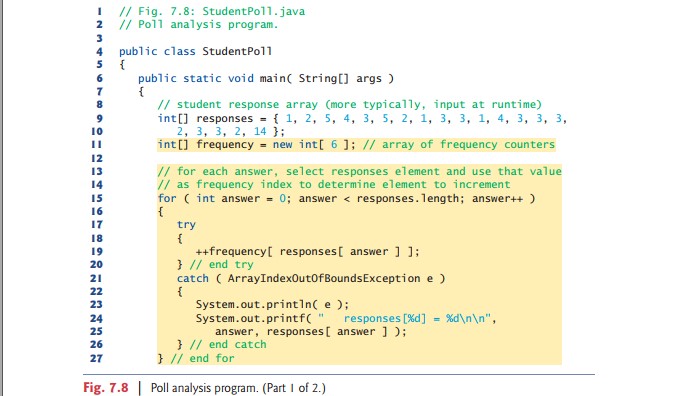 1 // Fig. 7.8: StudentPoll.java
2 // Poll analysis program.
3
4 public class StudentPoll
5 {
6 public static void main( String[] args )
7 {
8 // student response array (more typically, input at runtime)
9 int[] responses = { 1, 2, 5, 4, 3, 5, 2, 1, 3, 3, 1, 4, 3, 3, 3,
10 2, 3, 3, 2, 14 };
11 int[] frequency = new int[ 6 ]; // array of frequency counters
12
13 // for each answer, select responses element and use that value
14 // as frequency index to determine element to increment
15 for ( int answer = 0; answer < responses.length; answer++ )
16 {
17 try
18 {
19 ++frequency[ responses[ answer ] ];
20 } // end try
21 catch ( ArrayIndexOutOfBoundsException e )
22 {
23 System.out.println( e );
24 System.out.printf( "   responses[%d] = %d\n\n",
25 answer, responses[ answer ] );
26 } // end catch
27 } // end for
Fig. 7.8 | Poll analysis program. (Part 1 of 2.)